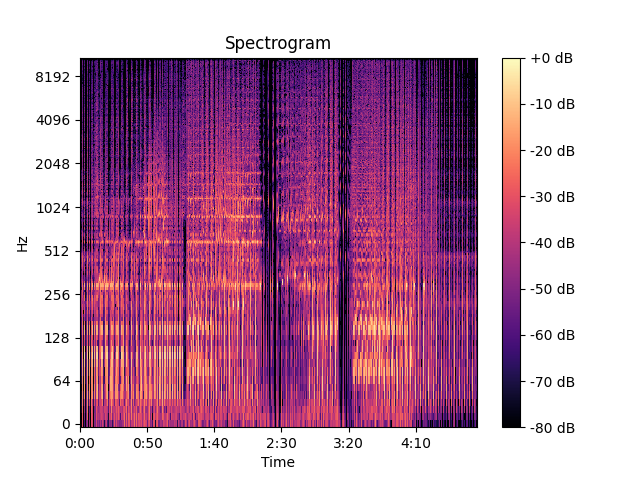 Spectrogram
8192
4096
2048
1024
512
256
128
64
0
Hz
0:00 0:50 1:40 2:30 3:20 4:10
Time
+0 dB
-10 dB
-20 dB
-30 dB
-40 dB
-50 dB
-60 dB
-70 dB
-80 dB